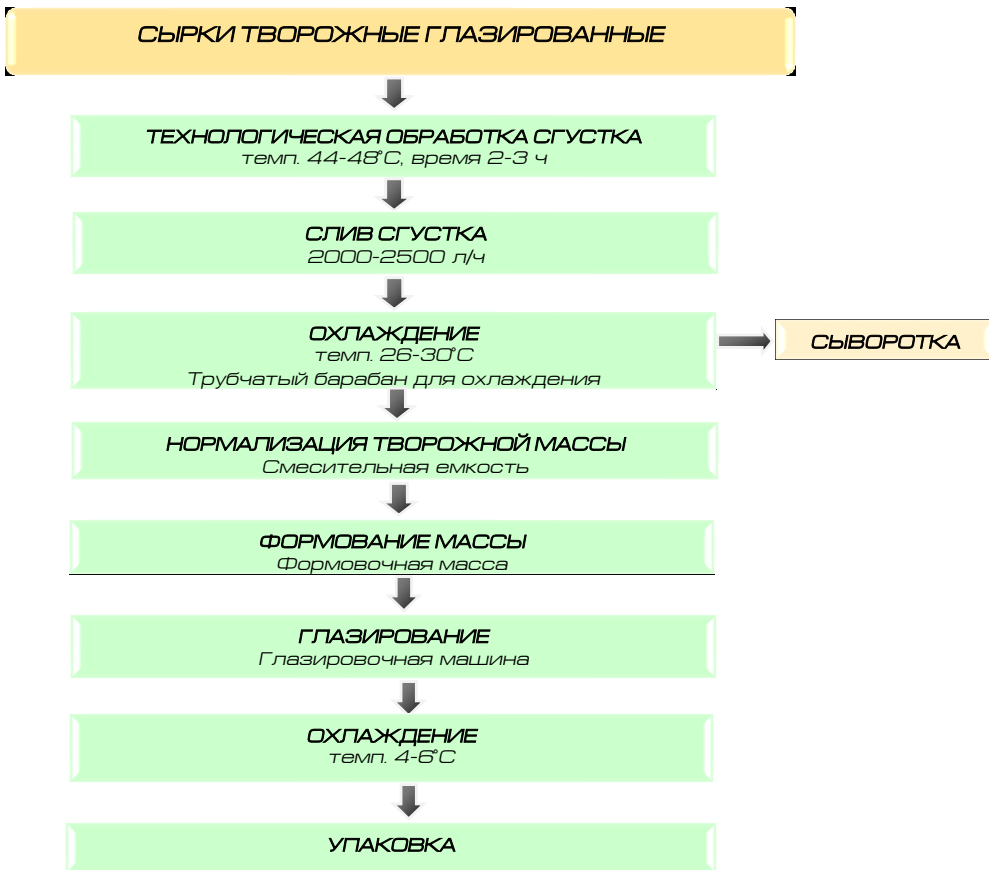 СЫРКИ ТВОРОЖНЫЕ ГЛАЗИРОВАННЫЕ
ТЕХНОЛОГИЧЕСКАЯ ОБРАБОТКА СГУСТКА
темп. 44-48°С, время 2-3 ч
СЛИВ СГУСТКА
2000-2500 л/ч
ОХЛАЖДЕНИЕ
темп. 26-30°С
Трубчатый барабан для охлаждения
СЫВОРОТКА
НОРМАЛИЗАЦИЯ ТВОРОЖНОЙ МАССЫ
Смесительная емкость
ФОРМОВАНИЕ МАССЫ
Формовочная масса
ГЛАЗИРОВАНИЕ
Глазировочная машина
ОХЛАЖДЕНИЕ
темп. 4-6°С
УПАКОВКА